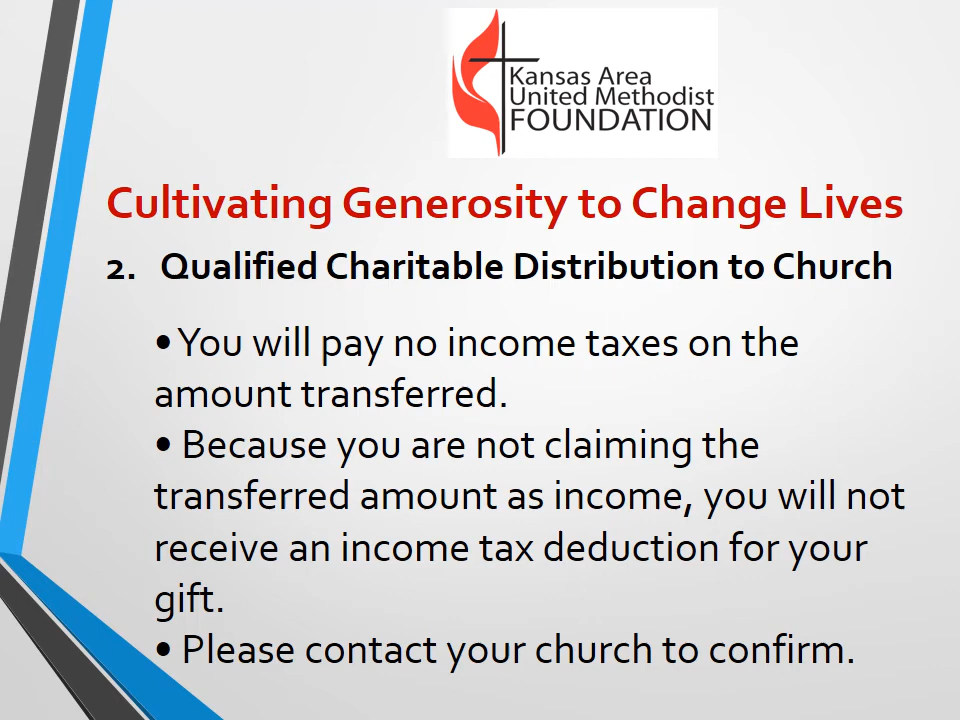 Kansas Area
United Methodist
FOUNDATION
Cultivating Generosity to Change Lives
2. Qualified Charitable Distribution to Church
•You will pay no income taxes on the
amount transferred.
• Because you are not claiming the
transferred amount as income, you will not
receive an income tax deduction for your
gift.
• Please contact your church to confirm.